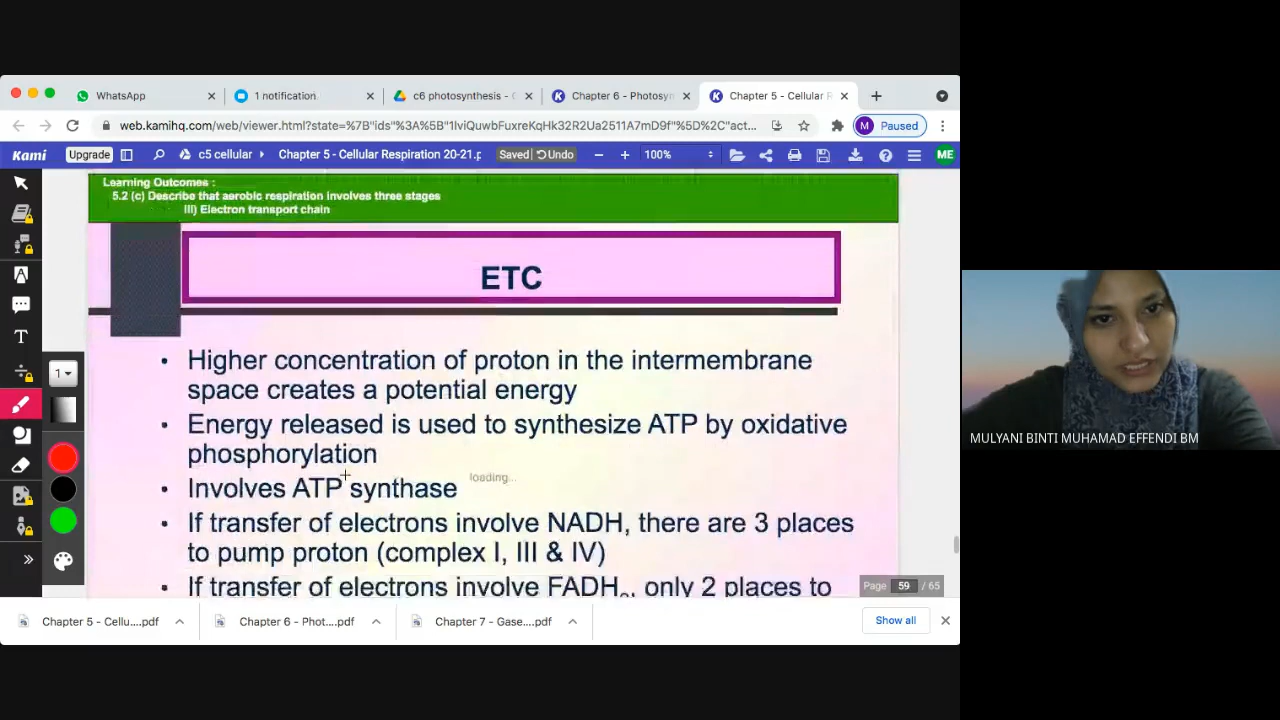 WhatsApp
1 notification
c6 photosynthesis - 
Chapter 6 - Photosyn
Chapter 5 - Cellular R
web.kamihq.com/web/viewer.html?state=%7B"ids"%3A%5B"1lviQuwbFuxreKqHk32R2Ua2511A7mD9f"%5D%2C"act...
M Paused
Kami
Upgrade
c5 cellular
Chapter 5 - Cellular Respiration 20-21.p
Saved Undo
100%
ME
Learning Outcomes :
5.2 (c) Describe that aerobic respiration involves three stages
III) Electron transport chain
ETC
• Higher concentration of proton in the intermembrane
space creates a potential energy
• Energy released is used to synthesize ATP by oxidative
phosphorylation
loading...
• Involves ATP synthase
• If transfer of electrons involve NADH, there are 3 places
to pump proton (complex I, III & IV)
• If transfer of electrons involve FADH₂, only 2 places to
1
Page 59 / 65
MULYANI BINTI MUHAMAD EFFENDI BM
Chapter 5 - Cellu....pdf
Chapter 6 - Phot....pdf
Chapter 7 - Gase....pdf
Show all